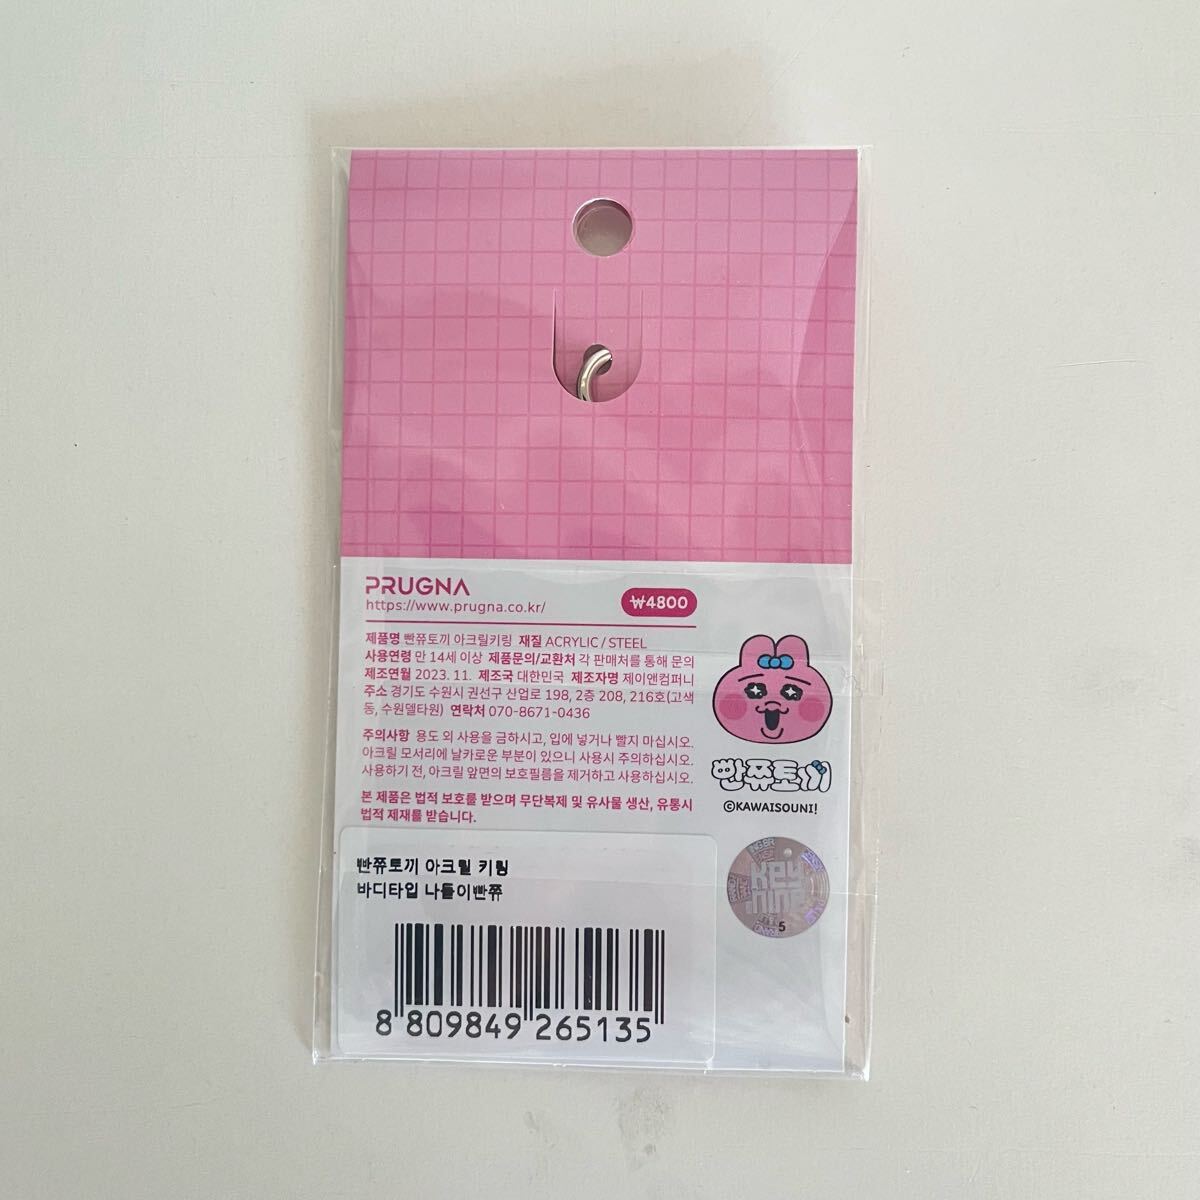 PRUGNA
https://www.prugna.co.kr/
₩4800
제품명 빤쮸토끼 아크릴키링 재질 ACRYLIC / STEEL
사용연령 만 14세 이상 제품문의/교환처 각 판매처를 통해 문의
제조연월 2023. 11. 제조국 대한민국 제조자명 제이앤컴퍼니
주소 경기도 수원시 권선구 산업로 198, 2층 208, 216호(고색
동, 수원델타원) 연락처 070-8671-0436
주의사항 용도 외 사용을 금하시고, 입에 넣거나 빨지 마십시오.
아크릴 모서리에 날카로운 부분이 있으니 사용시 주의하십시오.
사용하기 전, 아크릴 앞면의 보호필름을 제거하고 사용하십시오.
본 제품은 법적 보호를 받으며 무단복제 및 유사물 생산, 유통시
법적 제재를 받습니다.
빤쮸토끼
©KAWAISOUNI!
빤쮸토끼 아크릴 키링
바디타입 나들이빤쮸
8 809849 265135
key
nine
5